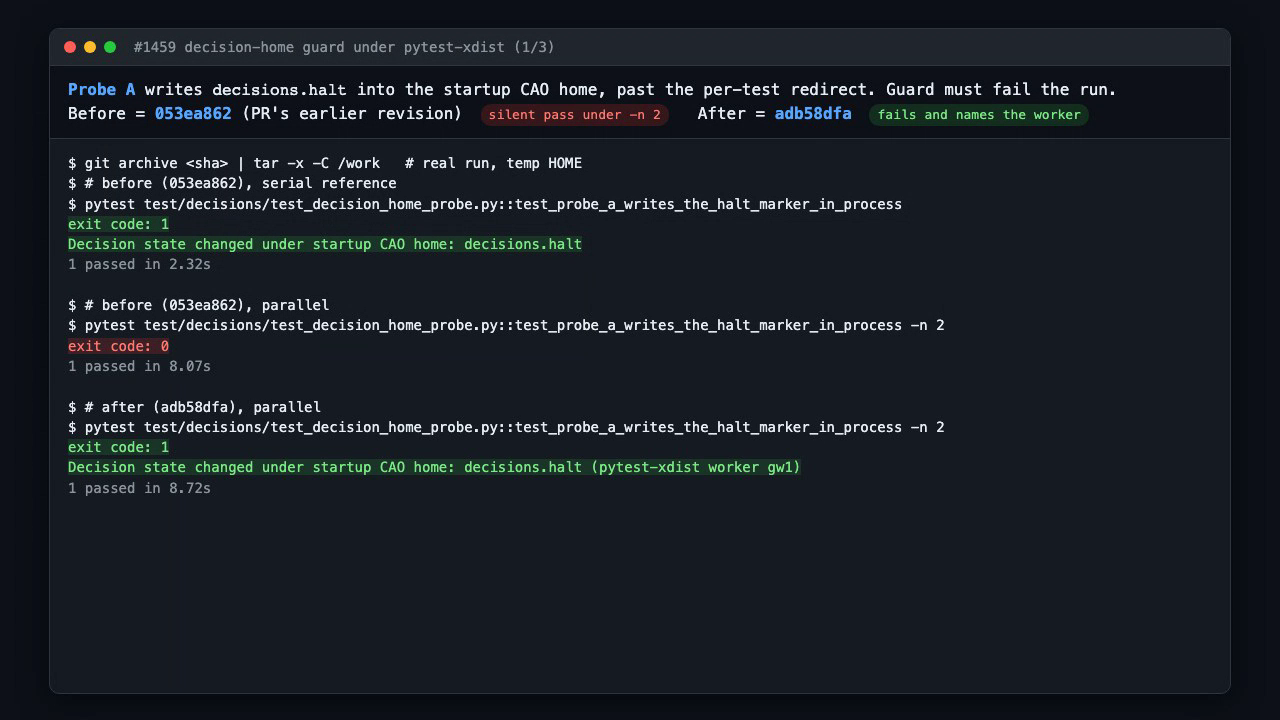 #1459 decision-home guard under pytest-xdist (1/3)
Probe A writes decisions.halt into the startup CAO home, past the per-test redirect. Guard must fail the run.
Before = 053ea862 (PR's earlier revision) silent pass under -n 2 After = adb58dfa fails and names the worker
$ git archive <sha> | tar -x -C /work # real run, temp HOME
$ # before (053ea862), serial reference
$ pytest test/decisions/test_decision_home_probe.py::test_probe_a_writes_the_halt_marker_in_process
exit code: 1
Decision state changed under startup CAO home: decisions.halt
1 passed in 2.32s
$ # before (053ea862), parallel
$ pytest test/decisions/test_decision_home_probe.py::test_probe_a_writes_the_halt_marker_in_process -n 2
exit code: 0
1 passed in 8.07s
$ # after (adb58dfa), parallel
$ pytest test/decisions/test_decision_home_probe.py::test_probe_a_writes_the_halt_marker_in_process -n 2
exit code: 1
Decision state changed under startup CAO home: decisions.halt (pytest-xdist worker gw1)
1 passed in 8.72s